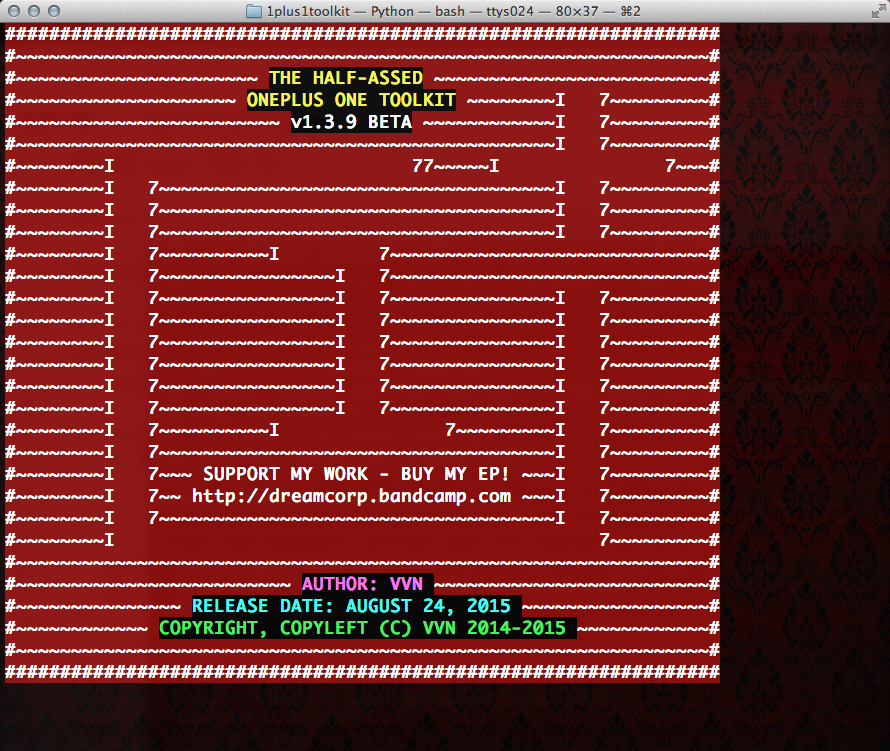 1plus1toolkit — Python — bash — ttys024 — 80×37 — ⌘2
#################################################################
#~~~~~~~~~~~~~~~~~~~~~~~~~~~~~~~~~~~~~~~~~~~~~~~~~~~~~~~~~~~~~~~#
#~~~~~~~~~~~~~~~~~~~~~~ THE HALF-ASSED ~~~~~~~~~~~~~~~~~~~~~~~~~#
#~~~~~~~~~~~~~~~~~~~~ ONEPLUS ONE TOOLKIT ~~~~~~~~I   7~~~~~~~~~#
#~~~~~~~~~~~~~~~~~~~~~~~~ v1.3.9 BETA ~~~~~~~~~~~~I   7~~~~~~~~~#
#~~~~~~~~~~~~~~~~~~~~~~~~~~~~~~~~~~~~~~~~~~~~~~~~~I   7~~~~~~~~~#
#~~~~~~~~I                           77~~~~~I               7~~~#
#~~~~~~~~I   7~~~~~~~~~~~~~~~~~~~~~~~~~~~~~~~~~~~~I   7~~~~~~~~~#
#~~~~~~~~I   7~~~~~~~~~~~~~~~~~~~~~~~~~~~~~~~~~~~~I   7~~~~~~~~~#
#~~~~~~~~I   7~~~~~~~~~~~~~~~~~~~~~~~~~~~~~~~~~~~~I   7~~~~~~~~~#
#~~~~~~~~I   7~~~~~~~~~~I         7~~~~~~~~~~~~~~~~~~~~~~~~~~~~~#
#~~~~~~~~I   7~~~~~~~~~~~~~~~~I   7~~~~~~~~~~~~~~~~~~~~~~~~~~~~~#
#~~~~~~~~I   7~~~~~~~~~~~~~~~~I   7~~~~~~~~~~~~~~~I   7~~~~~~~~~#
#~~~~~~~~I   7~~~~~~~~~~~~~~~~I   7~~~~~~~~~~~~~~~I   7~~~~~~~~~#
#~~~~~~~~I   7~~~~~~~~~~~~~~~~I   7~~~~~~~~~~~~~~~I   7~~~~~~~~~#
#~~~~~~~~I   7~~~~~~~~~~~~~~~~I   7~~~~~~~~~~~~~~~I   7~~~~~~~~~#
#~~~~~~~~I   7~~~~~~~~~~~~~~~~I   7~~~~~~~~~~~~~~~I   7~~~~~~~~~#
#~~~~~~~~I   7~~~~~~~~~~~~~~~~I   7~~~~~~~~~~~~~~~I   7~~~~~~~~~#
#~~~~~~~~I   7~~~~~~~~~~I               7~~~~~~~~~I   7~~~~~~~~~#
#~~~~~~~~I   7~~~~~~~~~~~~~~~~~~~~~~~~~~~~~~~~~~~~I   7~~~~~~~~~#
#~~~~~~~~I   7~~~ SUPPORT MY WORK - BUY MY EP! ~~~I   7~~~~~~~~~#
#~~~~~~~~I   7~~ http://dreamcorp.bandcamp.com ~~~I   7~~~~~~~~~#
#~~~~~~~~I   7~~~~~~~~~~~~~~~~~~~~~~~~~~~~~~~~~~~~I   7~~~~~~~~~#
#~~~~~~~~I                                            7~~~~~~~~~#
#~~~~~~~~~~~~~~~~~~~~~~~~~~~~~~~~~~~~~~~~~~~~~~~~~~~~~~~~~~~~~~~#
#~~~~~~~~~~~~~~~~~~~~~~~~~ AUTHOR: VVN ~~~~~~~~~~~~~~~~~~~~~~~~~#
#~~~~~~~~~~~~~~~ RELEASE DATE: AUGUST 24, 2015 ~~~~~~~~~~~~~~~~~#
#~~~~~~~~~~~~ COPYRIGHT, COPYLEFT (C) VVN 2014-2015 ~~~~~~~~~~~~#
#~~~~~~~~~~~~~~~~~~~~~~~~~~~~~~~~~~~~~~~~~~~~~~~~~~~~~~~~~~~~~~~#
#################################################################